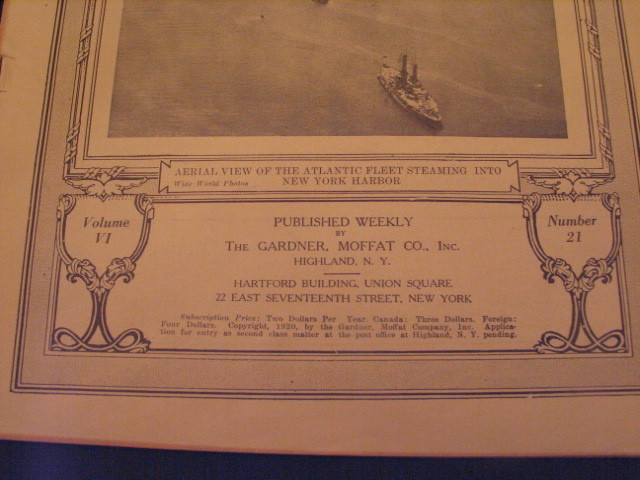 AERIAL VIEW OF THE ATLANTIC FLEET STEAMING INTO
Wide World Photos
NEW YORK HARBOR
Volume
VI
Number
21
PUBLISHED WEEKLY
BY
THE GARDNER, MOFFAT CO., INC.
HIGHLAND, N. Y.
HARTFORD BUILDING, UNION SQUARE
22 EAST SEVENTEENTH STREET, NEW YORK
Subscription Price: Two Dollars Per Year. Canada: Three Dollars. Foreign:
Four Dollars. Copyright, 1920, by the Gardner, Moffat Company, Inc. Applica-
tion for entry as second class matter at the post office at Highland, N. Y. pending.